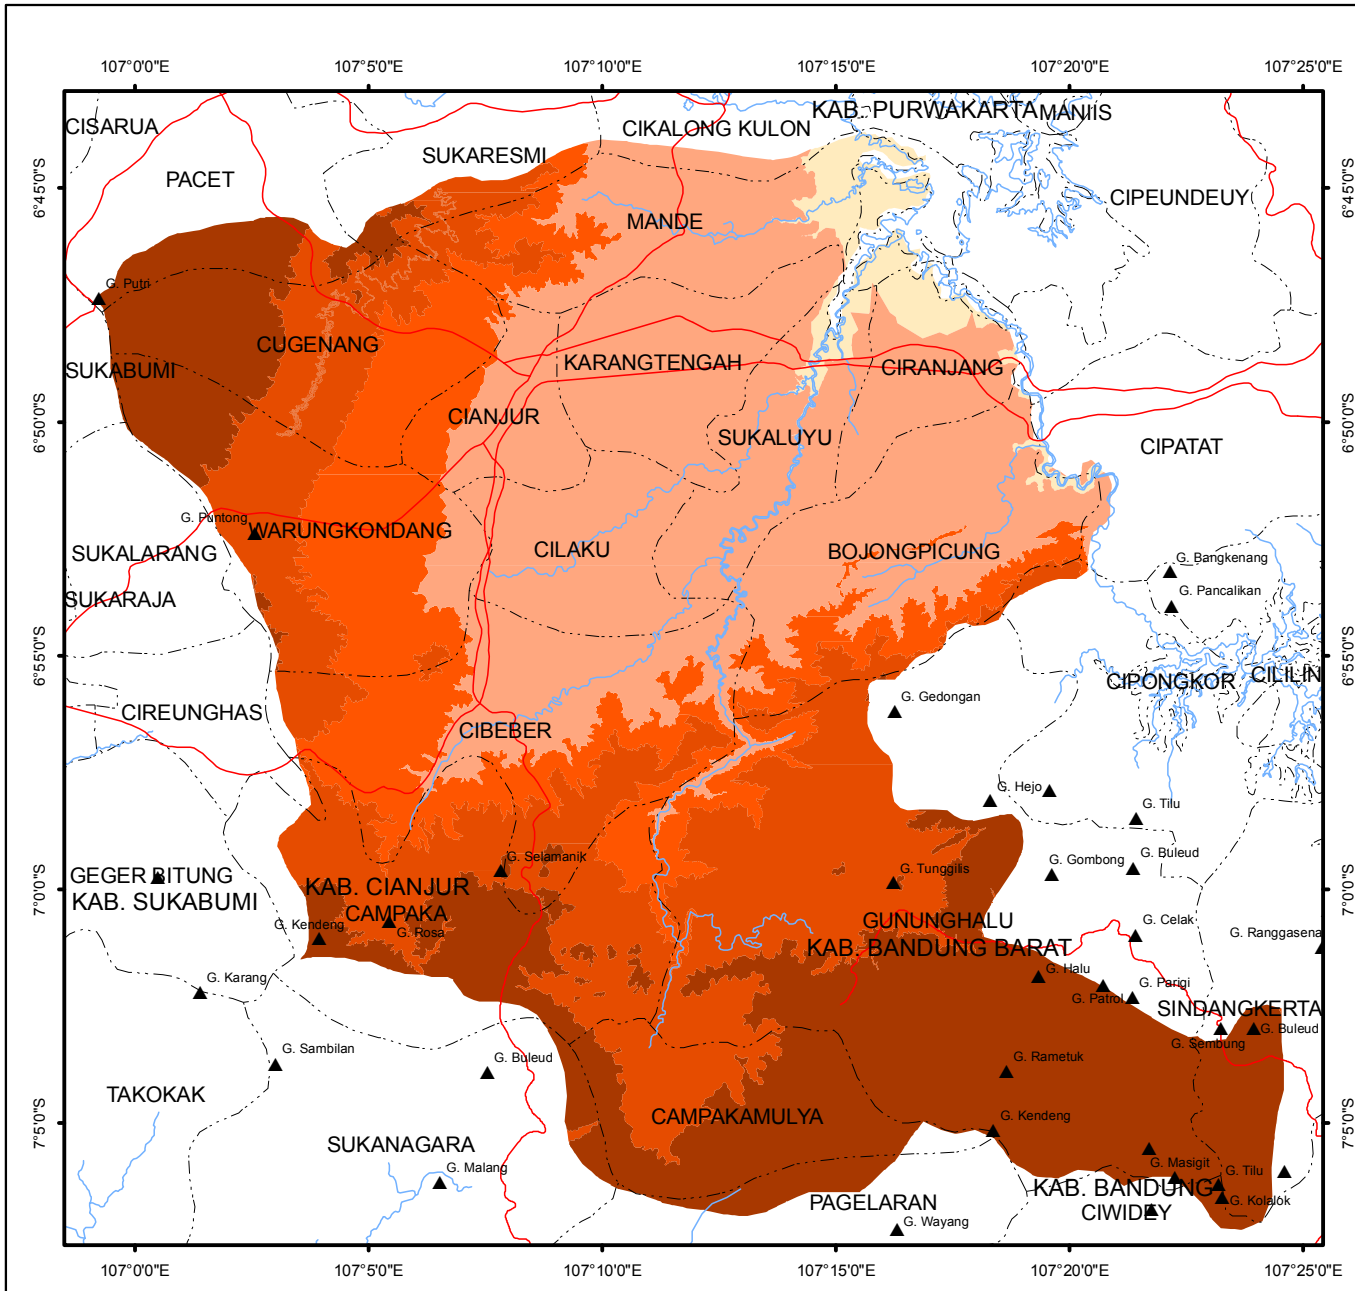 107°0'0"E 107°5'0"E 107°10'0"E 107°15'0"E 107°20'0"E 107°25'0"E
CISARUA
CIKALONG KULON
KAB. PURWAKARTA
MANIIS
SUKARESMI
PACET
6°45'0"S
6°45'0"S
CIPEUNDEUY
MANDE
G. Putri
CUGENANG
SUKABUMI
KARANGTENGAH
CIRANJANG
CIANJUR
6°50'0"S
6°50'0"S
SUKALUYU
CIPATAT
G. Puntong
WARUNGKONDANG
SUKALARANG
CILAKU
BOJONGPICUNG
G. Bangkenang
G. Pancalikan
SUKARAJA
6°55'0"S
6°55'0"S
CIPONGKOR
CILILIN
G. Gedongan
CIREUNGHAS
CIBEBER
G. Hejo
G. Tilu
G. Selamanik
G. Gombong
G. Buleud
G. Tunggilis
7°0'0"S
7°0'0"S
GEGER BITUNG
KAB. SUKABUMI
KAB. CIANJUR
CAMPAKA
G. Kendeng
G. Rosa
GUNUNGHALU
KAB. BANDUNG BARAT
G. Celak
G. Ranggasena
G. Karang
G. Halu
G. Patrol
G. Parigi
SINDANGKERTA
G. Sembung
G. Buleud
G. Sambilan
G. Buleud
G. Rametuk
TAKOKAK
CAMPAKAMULYA
G. Kendeng
7°5'0"S
7°5'0"S
SUKANAGARA
G. Malang
G. Masigit
G. Tilu
KAB. BANDUNG
CIWIDEY
G. Kolalok
PAGELARAN
G. Wayang
107°0'0"E 107°5'0"E 107°10'0"E 107°15'0"E 107°20'0"E 107°25'0"E